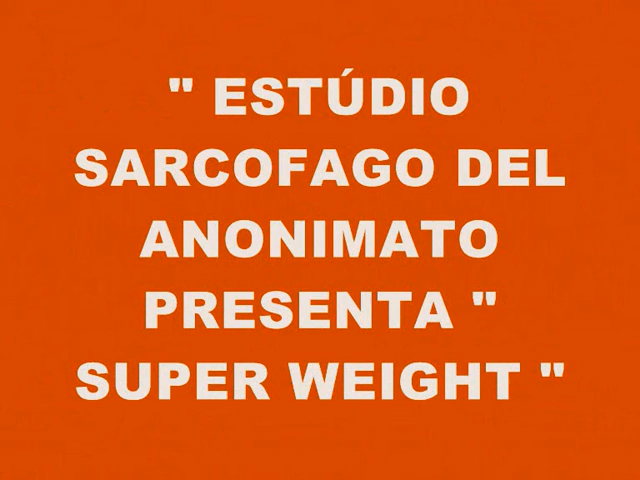 " ESTÚDIO
SARCOFAGO DEL
ANONIMATO
PRESENTA "
SUPER WEIGHT "